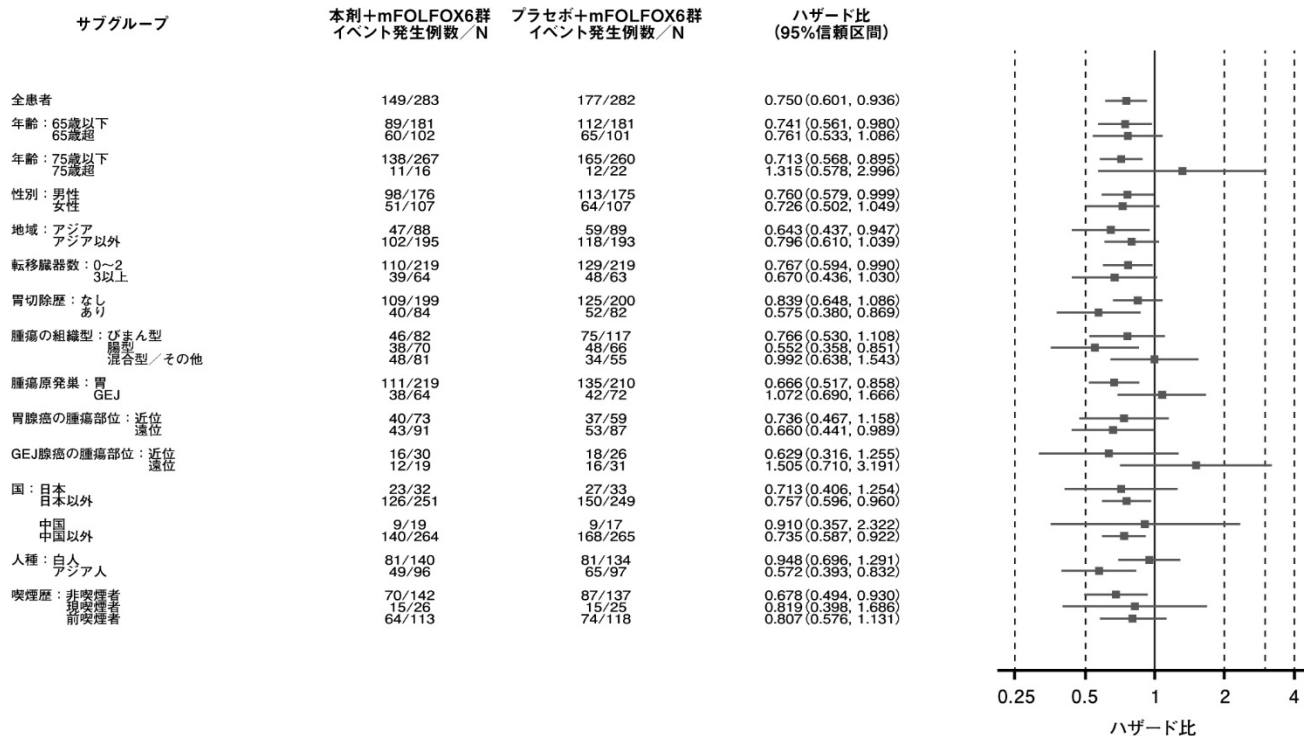 サブグループ 本剤+mFOLFOX6群 プラセボ+mFOLFOX6群 ハザード比
イベント発生例数/N イベント発生例数/N (95%信頼区間)
全患者 149/283 177/282 0.750(0.601, 0.936)
年齢:65歳以下 89/181 112/181 0.741(0.561, 0.980)
65歳超 60/102 65/101 0.761(0.533, 1.086)
年齢:75歳以下 138/267 165/260 0.713(0.568, 0.895)
75歳超 11/16 12/22 1.315(0.578, 2.996)
性別:男性 98/176 113/175 0.760(0.579, 0.999)
女性 51/107 64/107 0.726(0.502, 1.049)
地域:アジア 47/88 59/89 0.643(0.437, 0.947)
アジア以外 102/195 118/193 0.796(0.610, 1.039)
転移臓器数:0〜2 110/219 129/219 0.767(0.594, 0.990)
3以上 39/64 48/63 0.670(0.436, 1.030)
胃切除歴:なし 109/199 125/200 0.839(0.648, 1.086)
あり 40/84 52/82 0.575(0.380, 0.869)
腫瘍の組織型:びまん型 46/82 75/117 0.766(0.530, 1.108)
腸型 38/70 48/66 0.552(0.358, 0.851)
混合型/その他 48/81 34/55 0.992(0.638, 1.543)
腫瘍原発巣:胃 111/219 135/210 0.666(0.517, 0.858)
GEJ 38/64 42/72 1.072(0.690, 1.666)
胃腺癌の腫瘍部位:近位 40/73 37/59 0.736(0.467, 1.158)
遠位 43/91 53/87 0.660(0.441, 0.989)
GEJ腺癌の腫瘍部位:近位 16/30 18/26 0.629(0.316, 1.255)
遠位 12/19 16/31 1.505(0.710, 3.191)
国:日本 23/32 27/33 0.713(0.406, 1.254)
日本以外 126/251 150/249 0.757(0.596, 0.960)
中国 9/19 9/17 0.910(0.357, 2.322)
中国以外 140/264 168/265 0.735(0.587, 0.922)
人種:白人 81/140 81/134 0.948(0.696, 1.291)
アジア人 49/96 65/97 0.572(0.393, 0.832)
喫煙歴:非喫煙者 70/142 87/137 0.678(0.494, 0.930)
現喫煙者 15/26 15/25 0.819(0.398, 1.686)
前喫煙者 64/113 74/118 0.807(0.576, 1.131)
0.25 0.5 1 2 4
ハザード比